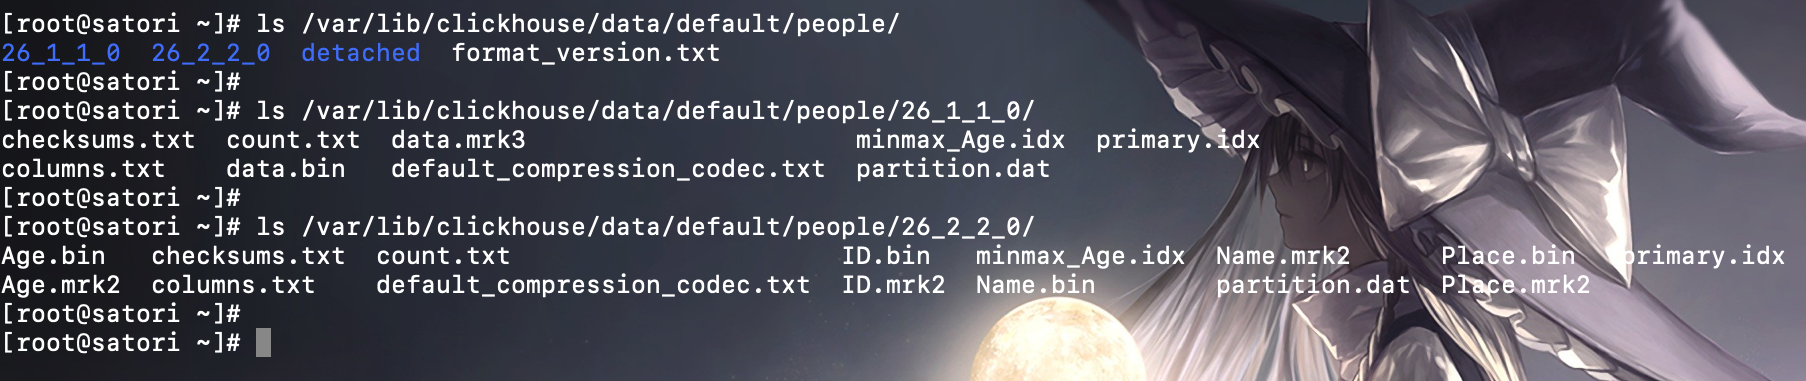 [root@satori ~]# ls /var/lib/clickhouse/data/default/people/
26_1_1_0  26_2_2_0  detached  format_version.txt
[root@satori ~]#
[root@satori ~]# ls /var/lib/clickhouse/data/default/people/26_1_1_0/
checksums.txt  count.txt  data.mrk3                      minmax_Age.idx  primary.idx
columns.txt    data.bin   default_compression_codec.txt  partition.dat
[root@satori ~]#
[root@satori ~]# ls /var/lib/clickhouse/data/default/people/26_2_2_0/
Age.bin   checksums.txt  count.txt                      ID.bin  minmax_Age.idx  Name.mrk2      Place.bin   primary.idx
Age.mrk2  columns.txt    default_compression_codec.txt  ID.mrk2  Name.bin        partition.dat  Place.mrk2
[root@satori ~]#
[root@satori ~]#